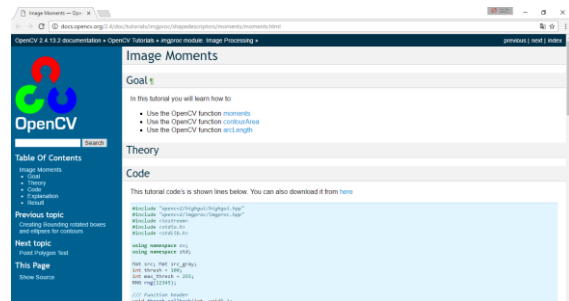 Image Moments — Ope
docs.opencv.org/2.4/doc/tutorials/imgproc/shapedescriptors/moments/moments.html
OpenCV 2.4.13.2 documentation » OpenCV Tutorials » imgproc module. Image Processing »
previous | next | index
OpenCV
Search
Table Of Contents
Image Moments
Goal
Theory
Code
Explanation
Result
Previous topic
Creating Bounding rotated boxes
and ellipses for contours
Next topic
Point Polygon Test
This Page
Show Source
Image Moments
Goal ¶
In this tutorial you will learn how to:
Use the OpenCV function moments
Use the OpenCV function contourArea
Use the OpenCV function arcLength
Theory
Code
This tutorial code's is shown lines below. You can also download it from here
#include "opencv2/highgui/highgui.hpp"
#include "opencv2/imgproc/imgproc.hpp"
#include <iostream>
#include <stdio.h>
#include <stdlib.h>
using namespace cv;
using namespace std;
Mat src; Mat src_gray;
int thresh = 100;
int max_thresh = 255;
RNG rng(12345);
/// Function header